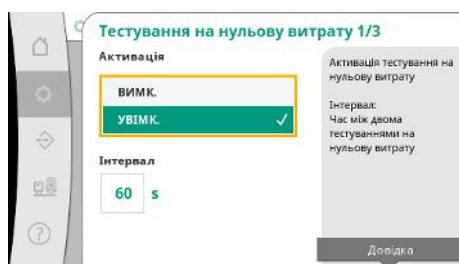 Тестування на нульову витрату 1/3
Активація
ВИМК.
УВІМК.
Інтервал
60 s
Активація тестування на
нульову витрату
Інтервал:
Час між двома
тестуваннями на
нульову витрату
Довідка